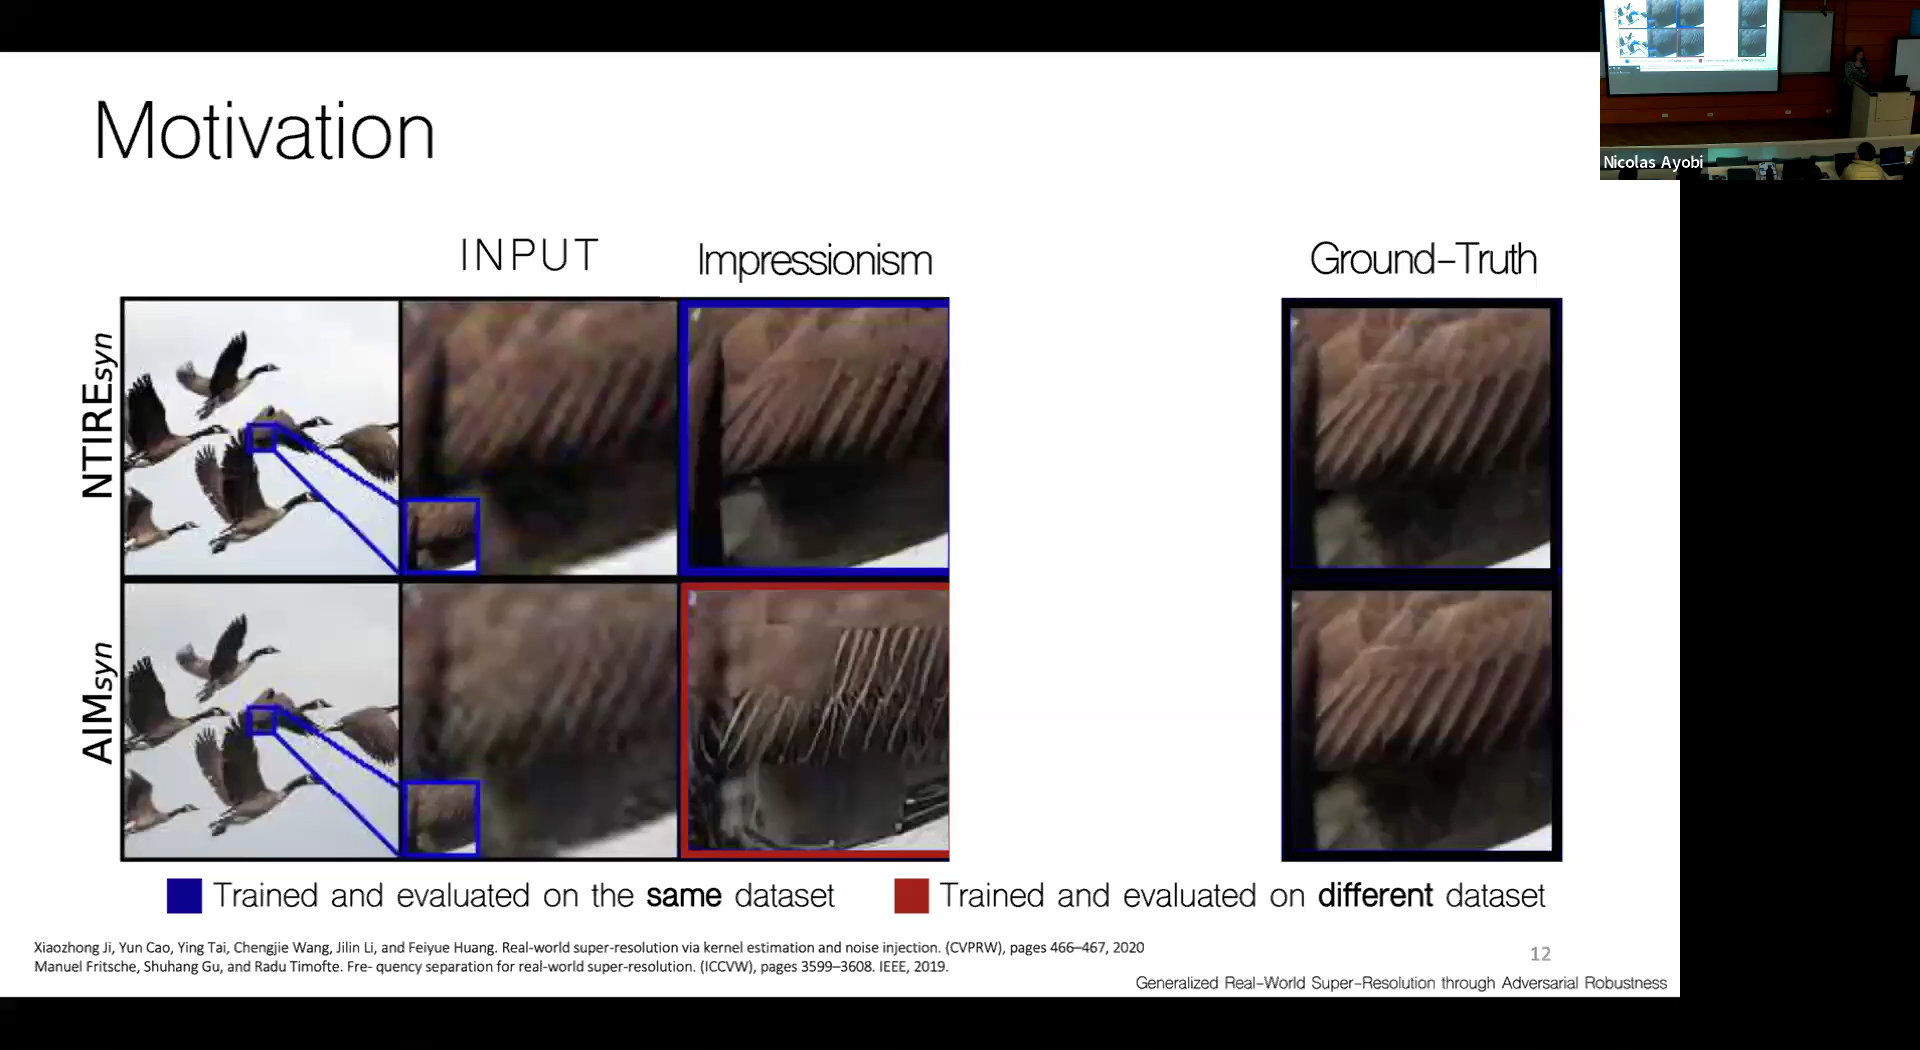 Motivation
INPUT
Impressionism
Ground-Truth
NTIREsyn
AIMsyn
Trained and evaluated on the same dataset
Trained and evaluated on different dataset
Xiaozhong Ji, Yun Cao, Ying Tai, Chengjie Wang, Jilin Li, and Feiyue Huang. Real-world super-resolution via kernel estimation and noise injection. (CVPRW), pages 466–467, 2020
Manuel Fritsche, Shuhang Gu, and Radu Timofte. Fre- quency separation for real-world super-resolution. (ICCVW), pages 3599–3608. IEEE, 2019.
12
Generalized Real-World Super-Resolution through Adversarial Robustness
Nicolas Ayobi